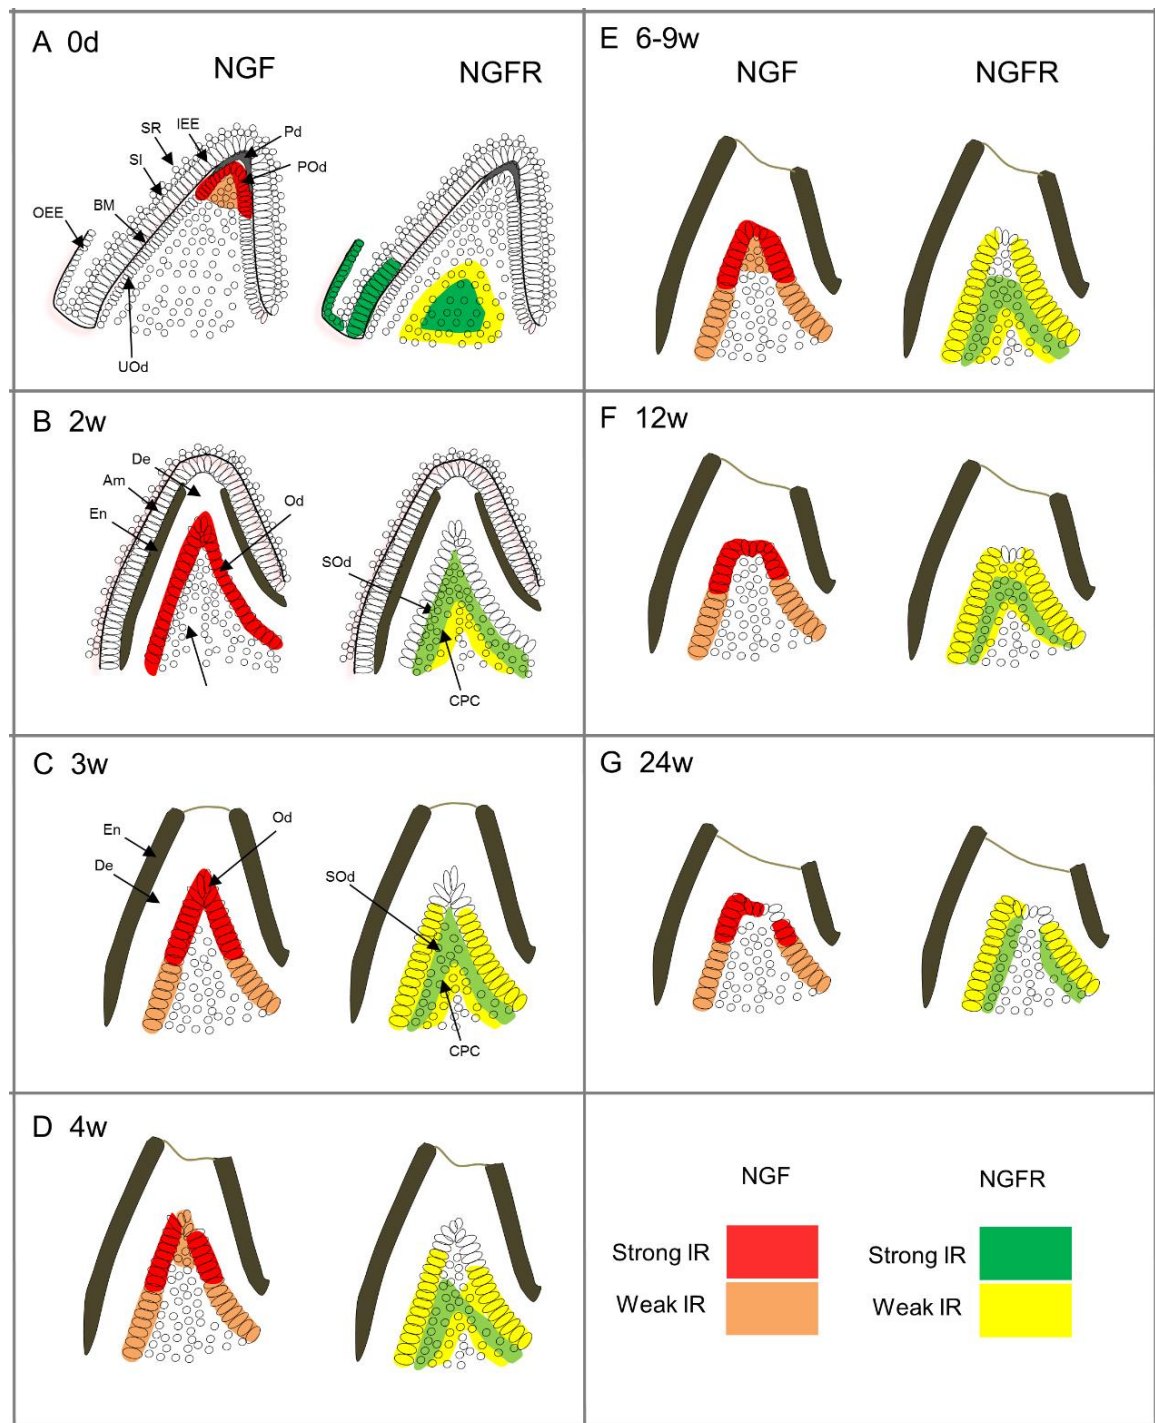 A 0d
NGF
NGFR
SR
IEE
Pd
SI
POd
OEE
BM
UOd
B 2w
De
Am
En
Od
SOd
CPC
C 3w
En
Od
De
SOd
CPC
D 4w
E 6-9w
NGF
NGFR
F 12w
G 24w
NGF
NGFR
Strong IR
Strong IR
Weak IR
Weak IR